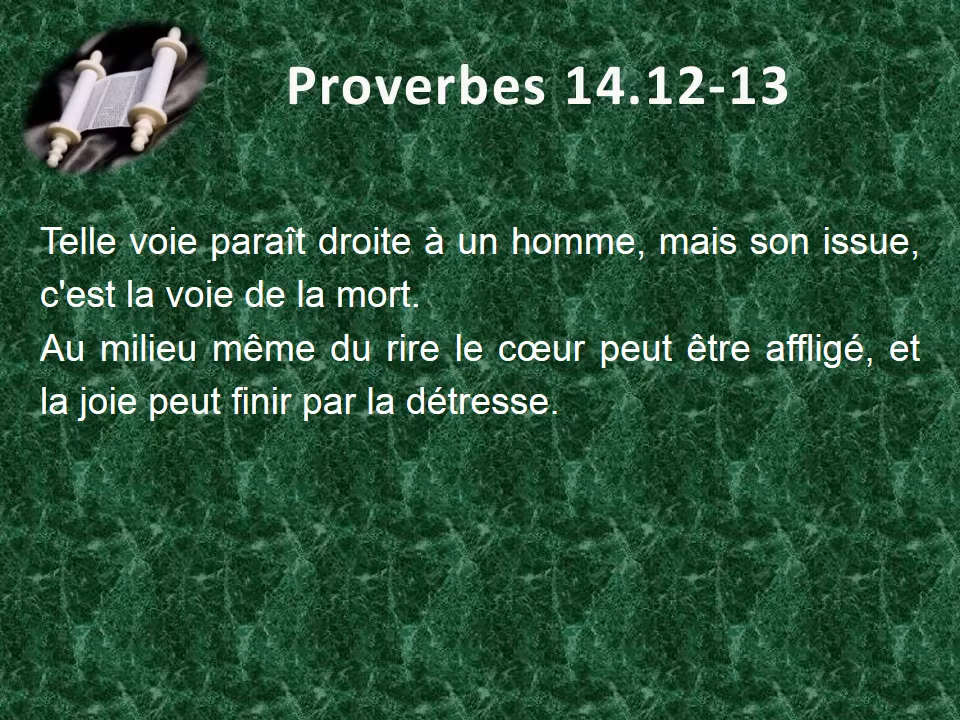 Proverbes 14.12-13
Telle voie paraît droite à un homme, mais son issue,
c'est la voie de la mort.
Au milieu même du rire le cœur peut être affligé, et
la joie peut finir par la détresse.